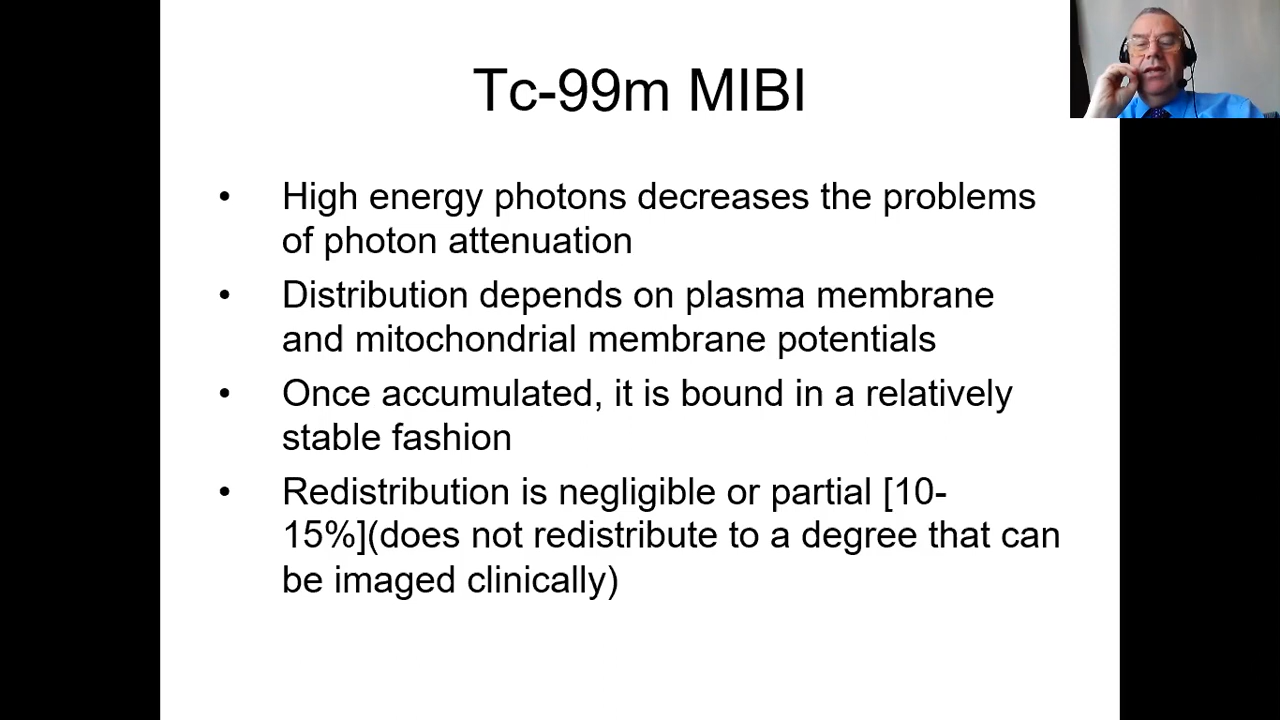 Tc-99m MIBI
• High energy photons decreases the problems
of photon attenuation
• Distribution depends on plasma membrane
and mitochondrial membrane potentials
• Once accumulated, it is bound in a relatively
stable fashion
• Redistribution is negligible or partial [10-
15%](does not redistribute to a degree that can
be imaged clinically)